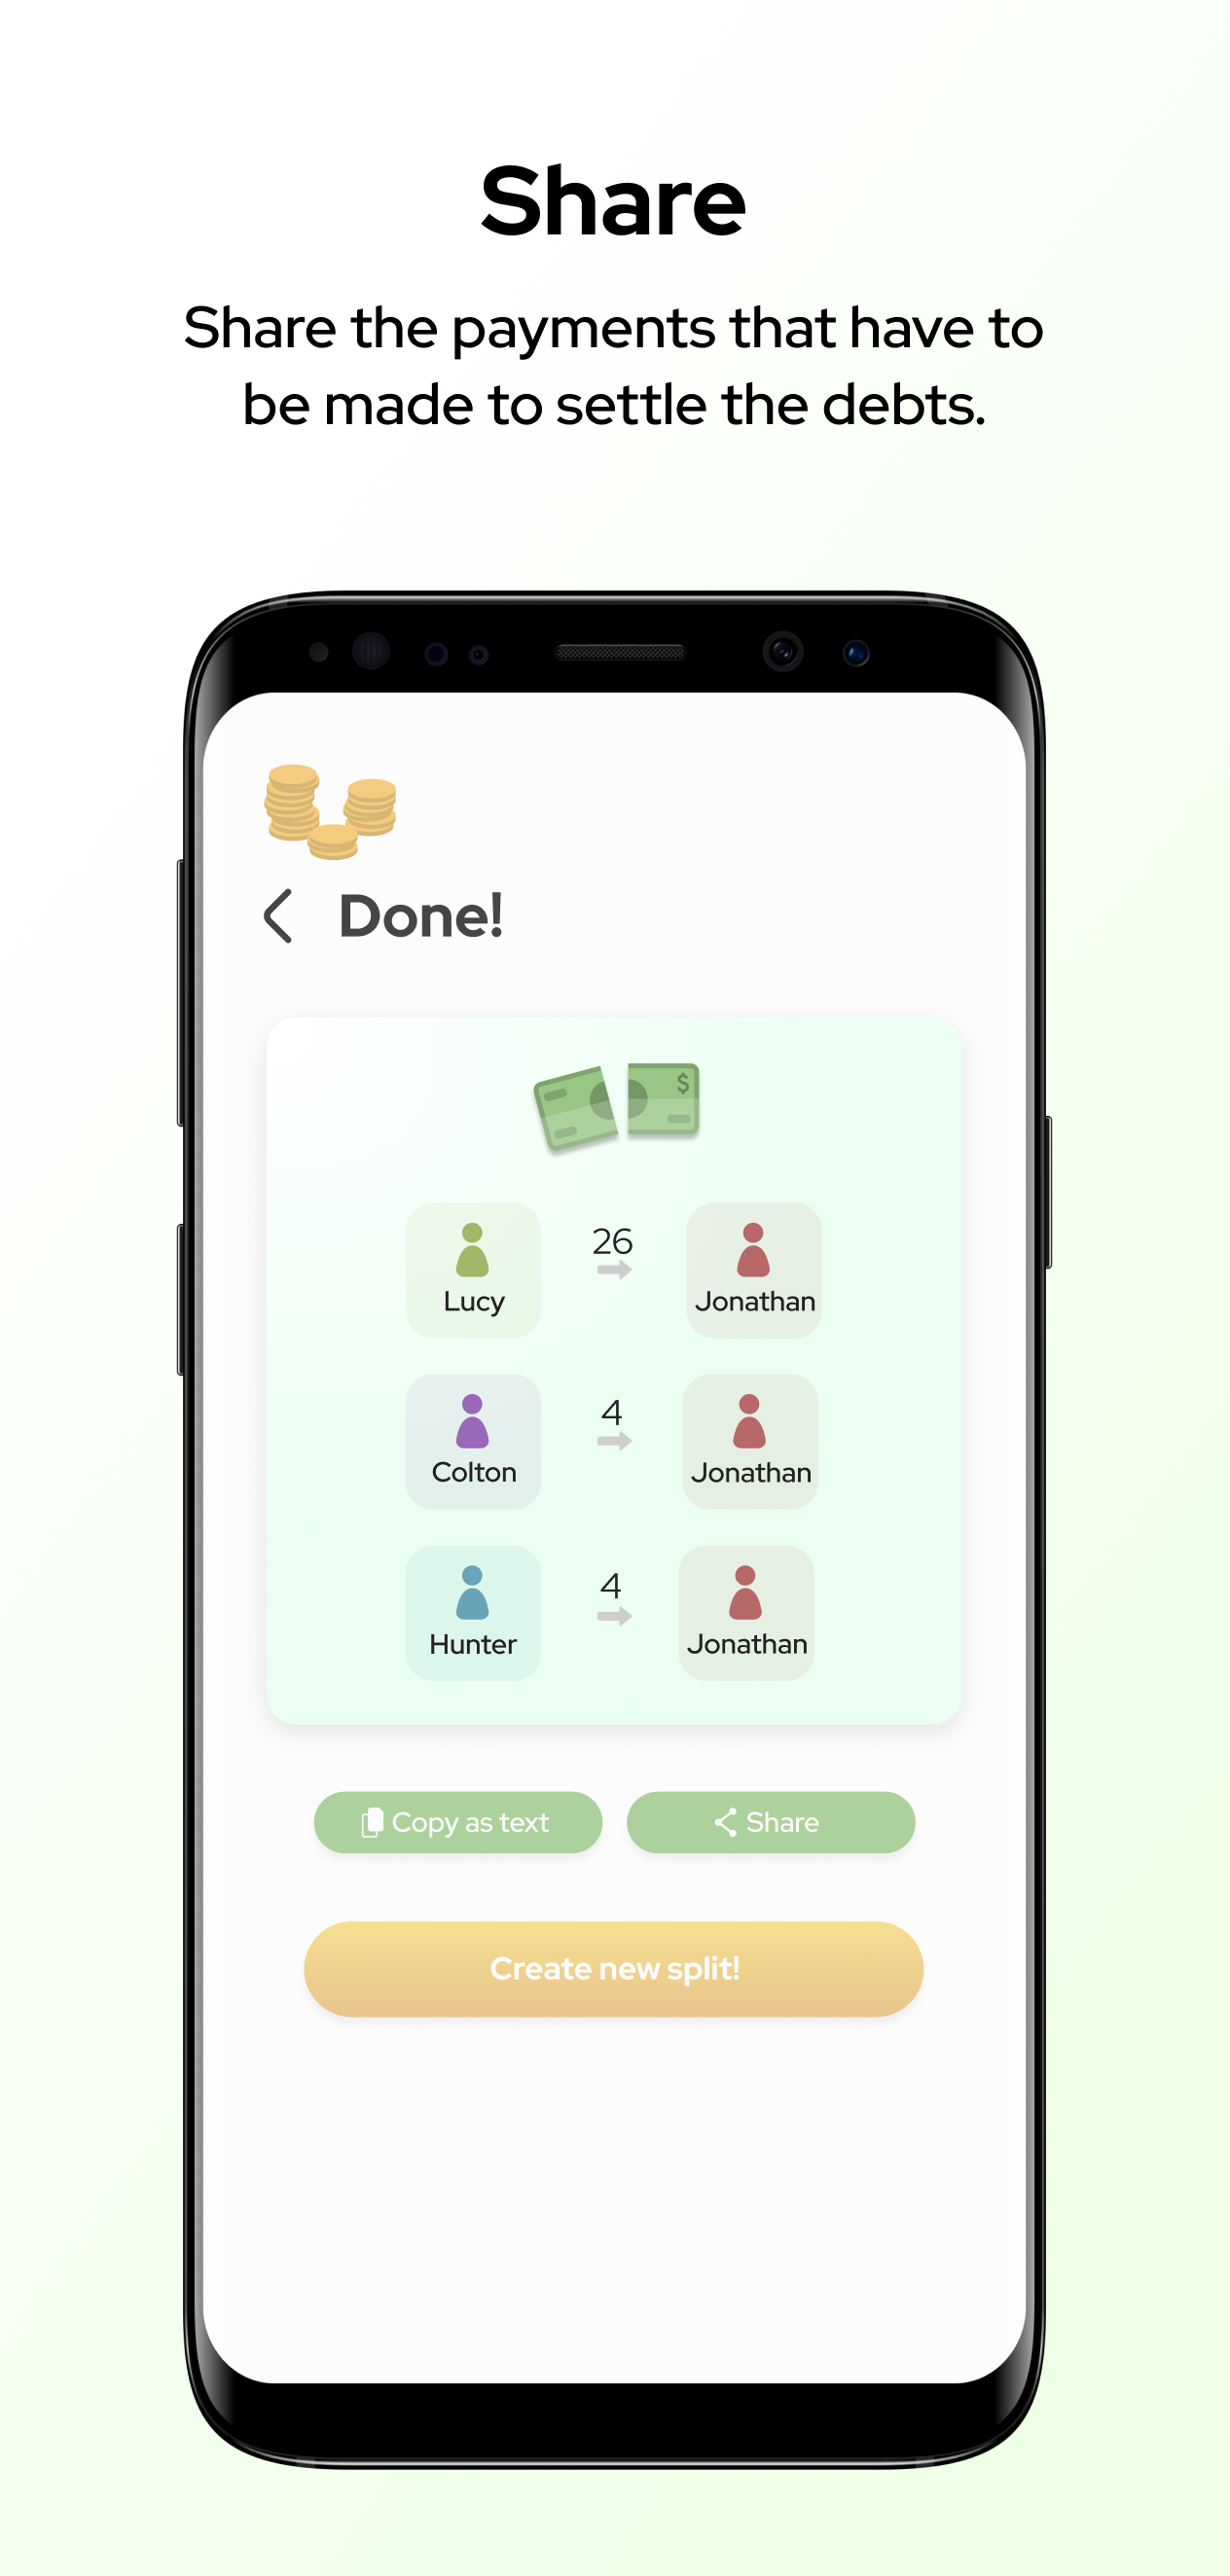 Share
Share the payments that have to
be made to settle the debts.
Done!
$
26
Lucy
Jonathan
4
Colton
Jonathan
4
Hunter
Jonathan
Copy as text
Share
Create new split!